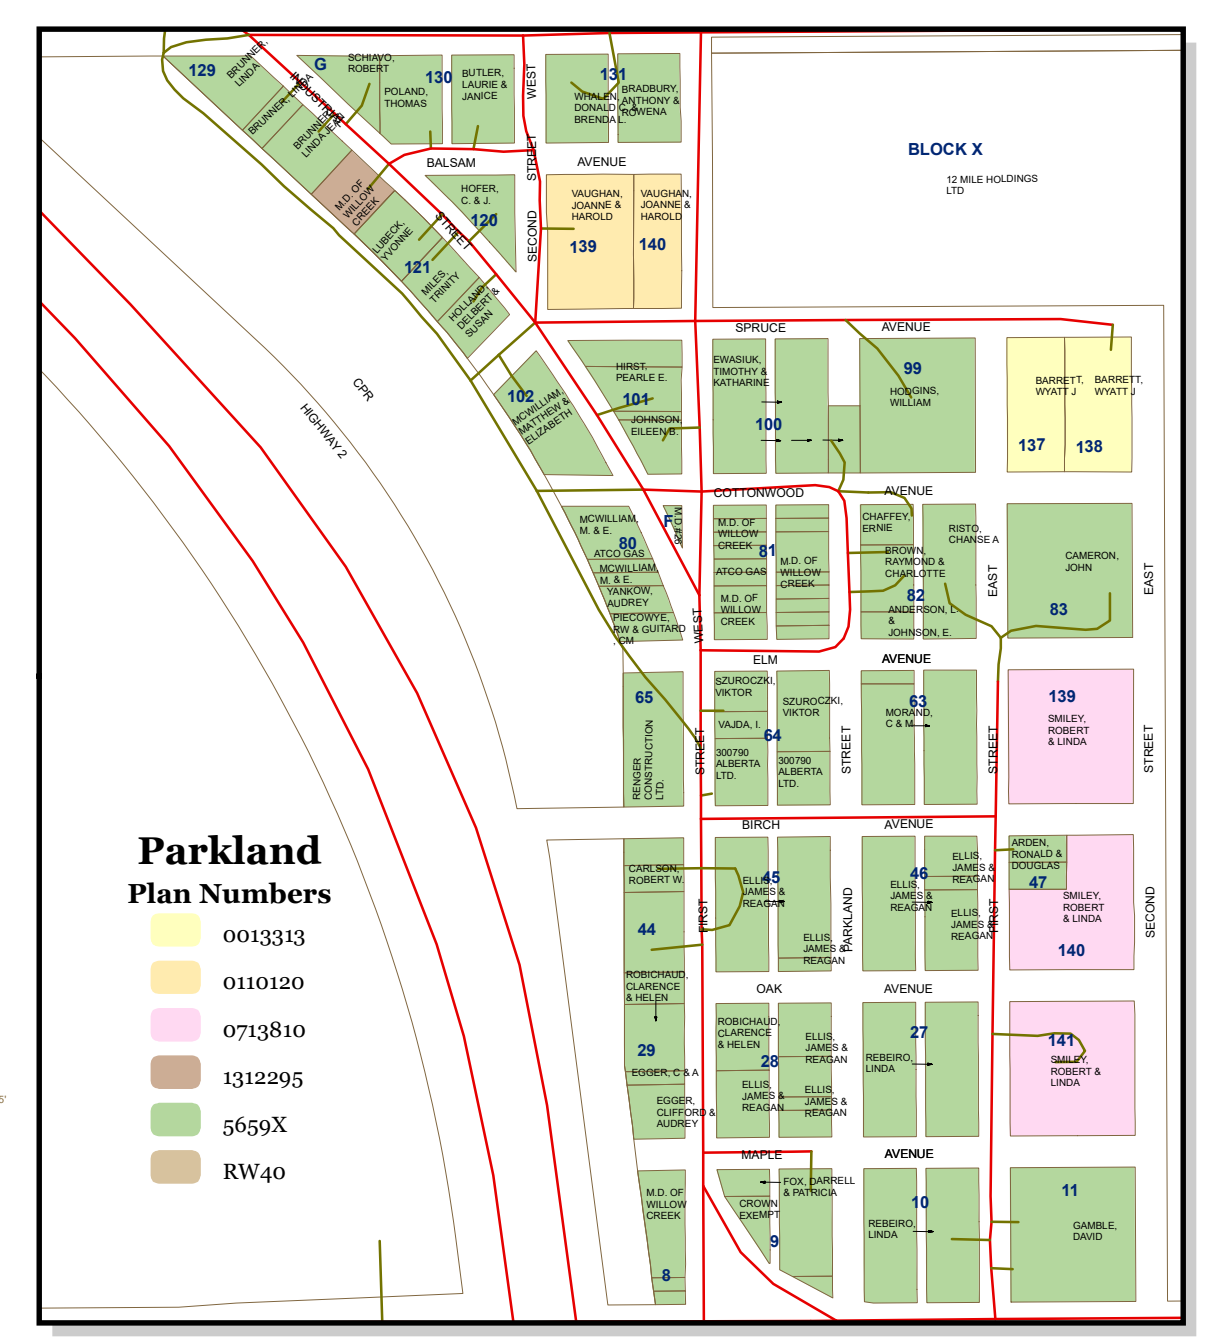 129
BRUNNER,
LINDA
BRUNNER, LINDA
BRUNNER,
LINDA JEAN
INDUSTRIAL
STREET
G
SCHIAVO,
ROBERT
130
POLAND,
THOMAS
BUTLER,
LAURIE &
JANICE
WEST
STREET
SECOND
131
WHALEN,
DONALD C. &
BRENDA L.
BRADBURY,
ANTHONY &
ROWENA
BLOCK X
12 MILE HOLDINGS
LTD
BALSAM
AVENUE
M.D. OF
WILLOW
CREEK
HOFER,
C. & J.
120
VAUGHAN,
JOANNE &
HAROLD
139
VAUGHAN,
JOANNE &
HAROLD
140
LUBECK,
YVONNE
121
MILES,
TRINITY
HOLLAND,
DELBERT &
SUSAN
SPRUCE
AVENUE
CPR
HIGHWAY 2
102
MCWILLIAM,
MATTHEW &
ELIZABETH
HIRST,
PEARLE E.
101
JOHNSON,
EILEEN B.
EWASIUK,
TIMOTHY &
KATHARINE
100
99
HODGINS,
WILLIAM
BARRETT,
WYATT J
137
BARRETT,
WYATT J
138
COTTONWOOD
AVENUE
MCWILLIAM,
M. & E.
80
ATCO GAS
MCWILLIAM,
M. & E.
YANKOW,
AUDREY
PIECOWYE,
RW & GUITARD
, CM
F
M.D.#26
M.D. OF
WILLOW
CREEK
81
ATCO GAS
M.D. OF
WILLOW
CREEK
M.D. OF
WILLOW
CREEK
CHAFFEY,
ERNIE
BROWN,
RAYMOND &
CHARLOTTE
82
ANDERSON, L.
&
JOHNSON, E.
RISTO,
CHANSE A
EAST
CAMERON,
JOHN
83
EAST
WEST
ELM
AVENUE
65
RENGER
CONSTRUCTION
LTD.
STREET
SZUROCZKI,
VIKTOR
VAJDA, I.
64
300790
ALBERTA
LTD.
SZUROCZKI,
VIKTOR
300790
ALBERTA
LTD.
STREET
63
MORAND,
C & M
STREET
139
SMILEY,
ROBERT
& LINDA
STREET
BIRCH
AVENUE
Parkland
Plan Numbers
0013313
0110120
0713810
1312295
5659X
RW40
CARLSON,
ROBERT W.
44
FIRST
45
ELLIS,
JAMES &
REAGAN
ELLIS,
JAMES &
REAGAN
PARKLAND
46
ELLIS,
JAMES &
REAGAN
ELLIS,
JAMES &
REAGAN
ELLIS,
JAMES &
REAGAN
FIRST
ARDEN,
RONALD &
DOUGLAS
47
SMILEY,
ROBERT
& LINDA
140
SECOND
ROBICHAUD,
CLARENCE
& HELEN
OAK
AVENUE
29
EGGER, C & A
EGGER,
CLIFFORD &
AUDREY
ROBICHAUD,
CLARENCE
& HELEN
28
ELLIS,
JAMES &
REAGAN
ELLIS,
JAMES &
REAGAN
ELLIS,
JAMES &
REAGAN
27
REBEIRO,
LINDA
141
SMILEY,
ROBERT &
LINDA
MAPLE
AVENUE
M.D. OF
WILLOW
CREEK
8
FOX, DARRELL
& PATRICIA
CROWN
EXEMPT
9
10
REBEIRO,
LINDA
11
GAMBLE,
DAVID